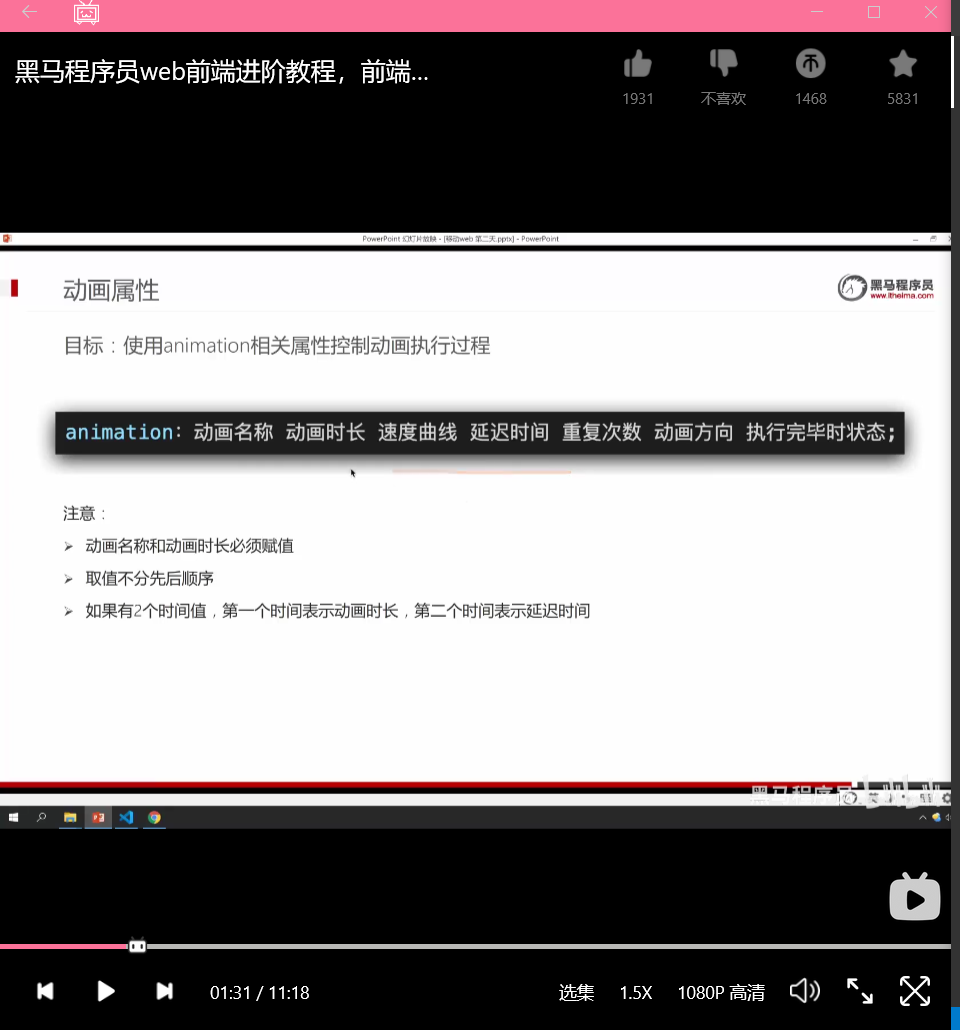 黑马程序员web前端进阶教程，前端...
1931
不喜欢
1468
5831
PowerPoint 幻灯片放映 - [移动web 第二天.pptx] - PowerPoint
动画属性
黑马程序员
www.itheima.com
目标：使用animation相关属性控制动画执行过程
animation：动画名称 动画时长 速度曲线 延迟时间 重复次数 动画方向 执行完毕时状态;
注意：
动画名称和动画时长必须赋值
取值不分先后顺序
如果有2个时间值，第一个时间表示动画时长，第二个时间表示延迟时间
黑马程序员
01:31 / 11:18
选集
1.5X
1080P 高清